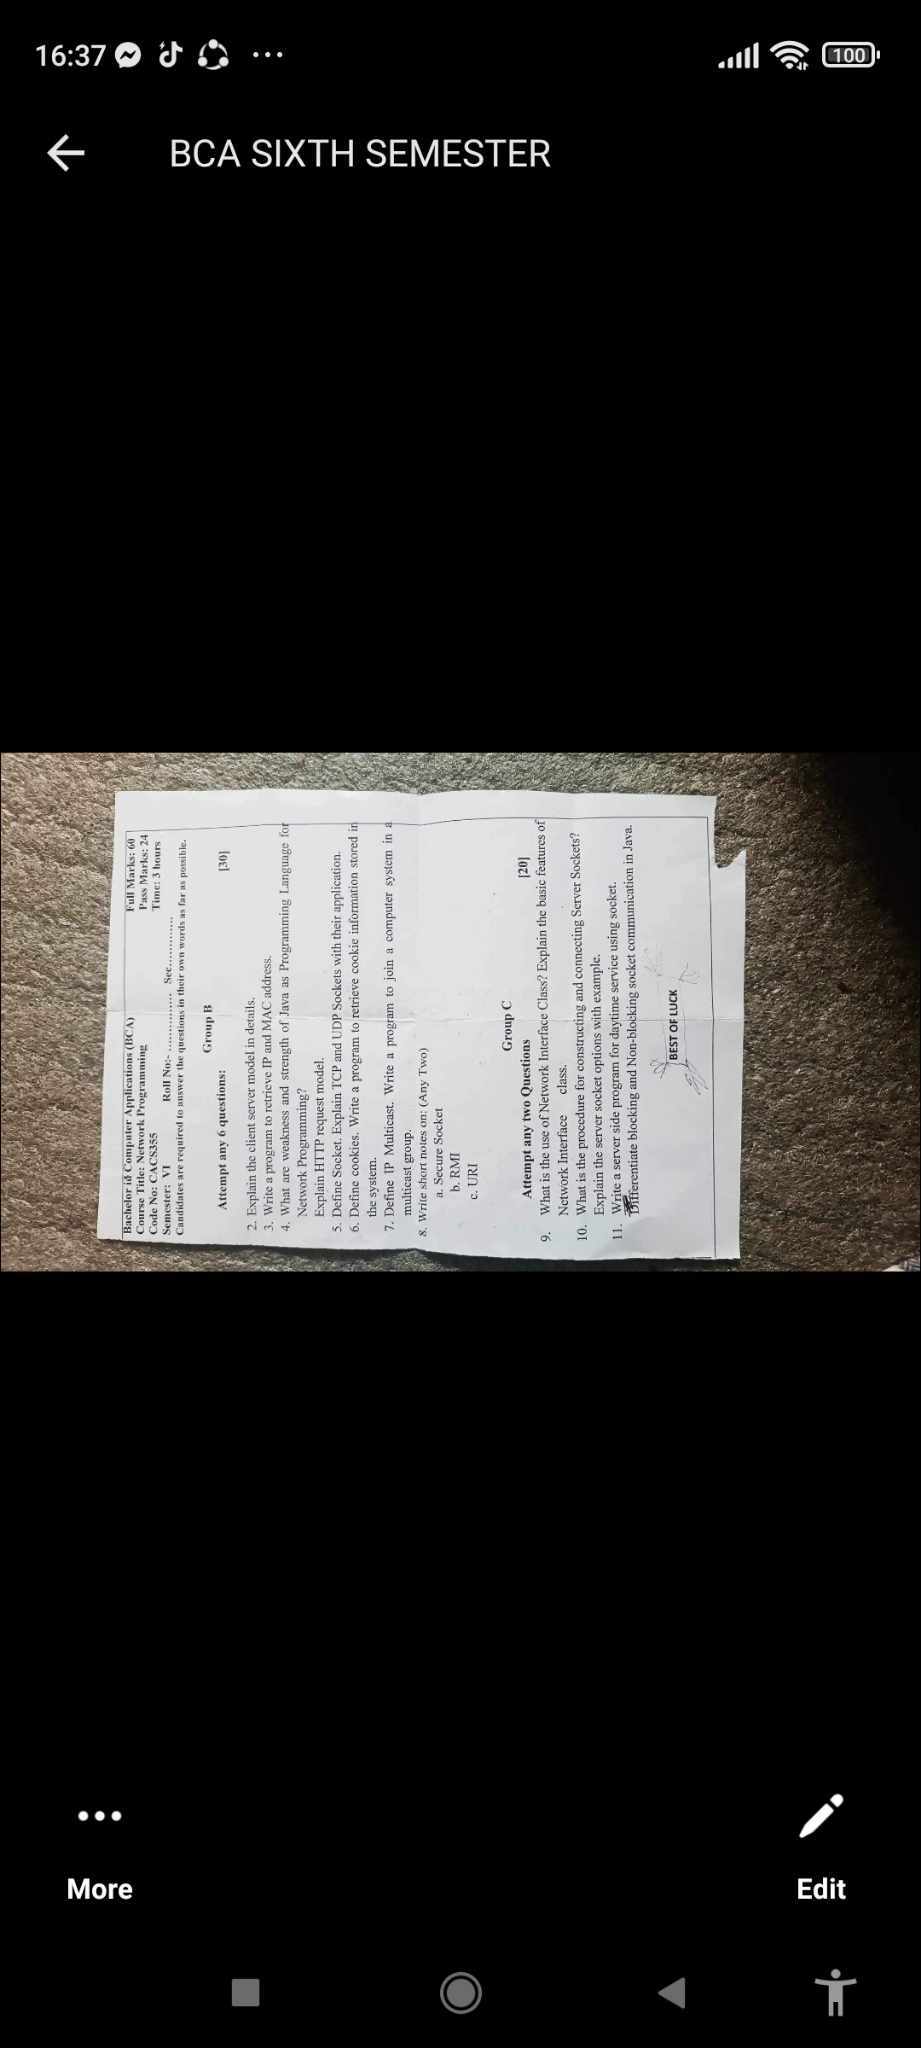 16:37
BCA SIXTH SEMESTER
Bachelor in Computer Applications (BCA) Full Marks: 60
Course Title: Network Programming Pass Marks: 24
Code No: CACS355 Time: 3 hours
Semester: VI Roll No:- ............... Sec.............
Candidates are required to answer the questions in their own words as far as possible.
Group B
Attempt any 6 questions: [30]
2. Explain the client server model in details.
3. Write a program to retrieve IP and MAC address.
4. What are weakness and strength of Java as Programming Language for
Network Programming?
Explain HTTP request model.
5. Define Socket. Explain TCP and UDP Sockets with their application.
6. Define cookies. Write a program to retrieve cookie information stored in
the system.
7. Define IP Multicast. Write a program to join a computer system in a
multicast group.
8. Write short notes on: (Any Two)
a. Secure Socket
b. RMI
c. URI
Group C
Attempt any two Questions [20]
9. What is the use of Network Interface Class? Explain the basic features of
Network Interface class.
10. What is the procedure for constructing and connecting Server Sockets?
Explain the server socket options with example.
11. Write a server side program for daytime service using socket.
Differentiate blocking and Non-blocking socket communication in Java.
BEST OF LUCK
More
Edit
100